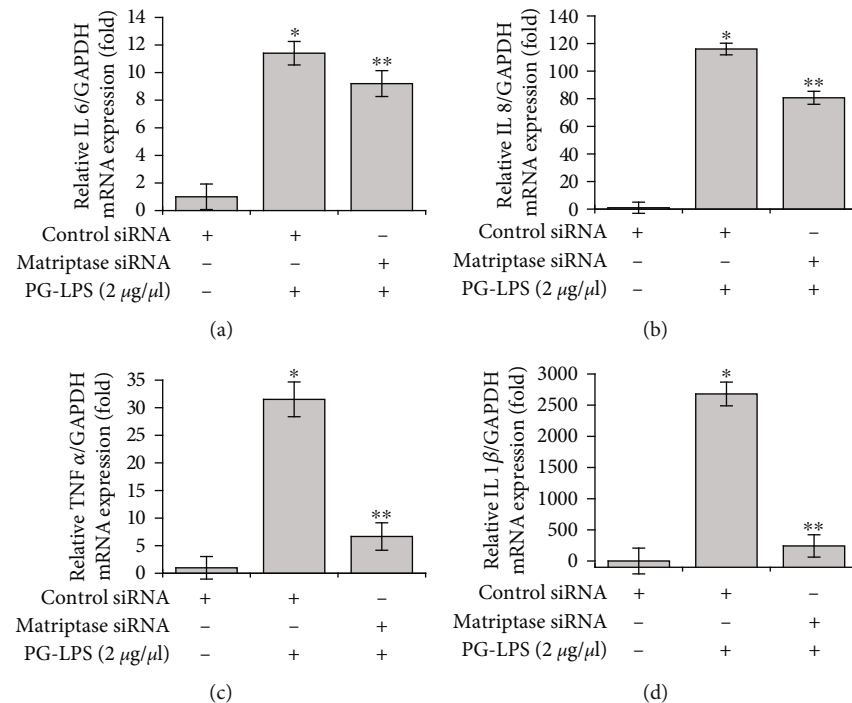 Relative IL 6/GAPDH
mRNA expression (fold)
14
12
10
8
6
4
2
0
*
**
Control siRNA + + –
Matriptase siRNA – – +
PG-LPS (2 μg/μl) – + +
(a)
Relative IL 8/GAPDH
mRNA expression (fold)
140
120
100
80
60
40
20
0
*
**
Control siRNA + + –
Matriptase siRNA – – +
PG-LPS (2 μg/μl) – + +
(b)
Relative TNF α/GAPDH
mRNA expression (fold)
35
30
25
20
15
10
5
0
*
**
Control siRNA + + –
Matriptase siRNA – – +
PG-LPS (2 μg/μl) – + +
(c)
Relative IL 1β/GAPDH
mRNA expression (fold)
3000
2500
2000
1500
1000
500
0
*
**
Control siRNA + + –
Matriptase siRNA – – +
PG-LPS (2 μg/μl) – + +
(d)